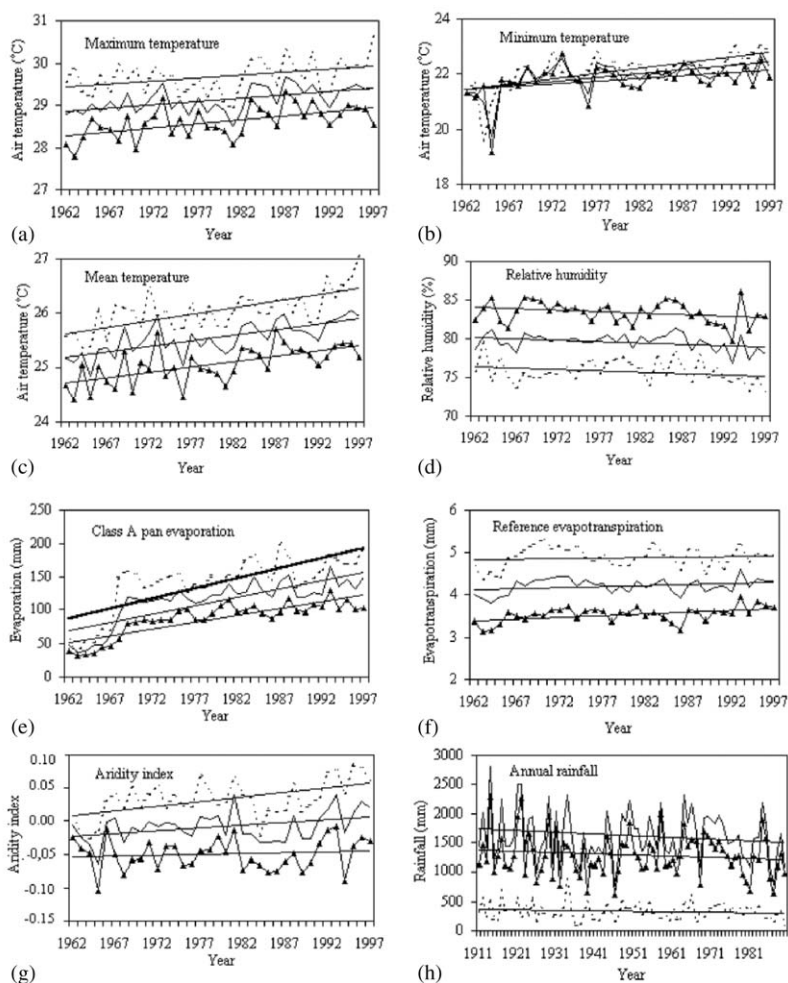 Maximum temperature
Air temperature (°C)
31
30
29
28
27
1962 1967 1972 1977 1982 1987 1992 1997
Year
(a)
Minimum temperature
Air temperature (°C)
24
22
20
18
1962 1967 1972 1977 1982 1987 1992 1997
Year
(b)
Mean temperature
Air temperature (°C)
27
26
25
24
1962 1967 1972 1977 1982 1987 1992 1997
Year
(c)
Relative humidity
Relative humidity (%)
90
85
80
75
70
1962 1967 1972 1977 1982 1987 1992 1997
Year
(d)
Class A pan evaporation
Evaporation (mm)
250
200
150
100
50
0
1962 1967 1972 1977 1982 1987 1992 1997
Year
(e)
Reference evapotranspiration
Evapotranspiration (mm)
6
5
4
3
2
1962 1967 1972 1977 1982 1987 1992 1997
Year
(f)
Aridity index
Aridity index
0.10
0.05
0.00
-0.05
-0.10
-0.15
1962 1967 1972 1977 1982 1987 1992 1997
Year
(g)
Annual rainfall
Rainfall (mm)
3000
2500
2000
1500
1000
500
0
1911 1921 1931 1941 1951 1961 1971 1981
Year
(h)